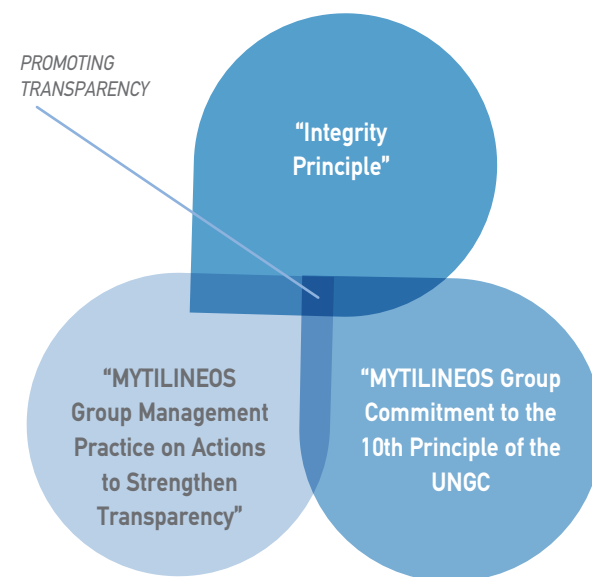 PROMOTING
TRANSPARENCY
“Integrity
Principle”
“MYTILINEOS
Group Management
Practice on Actions
to Strengthen
Transparency”
“MYTILINEOS Group
Commitment to the
10th Principle of the
UNGC